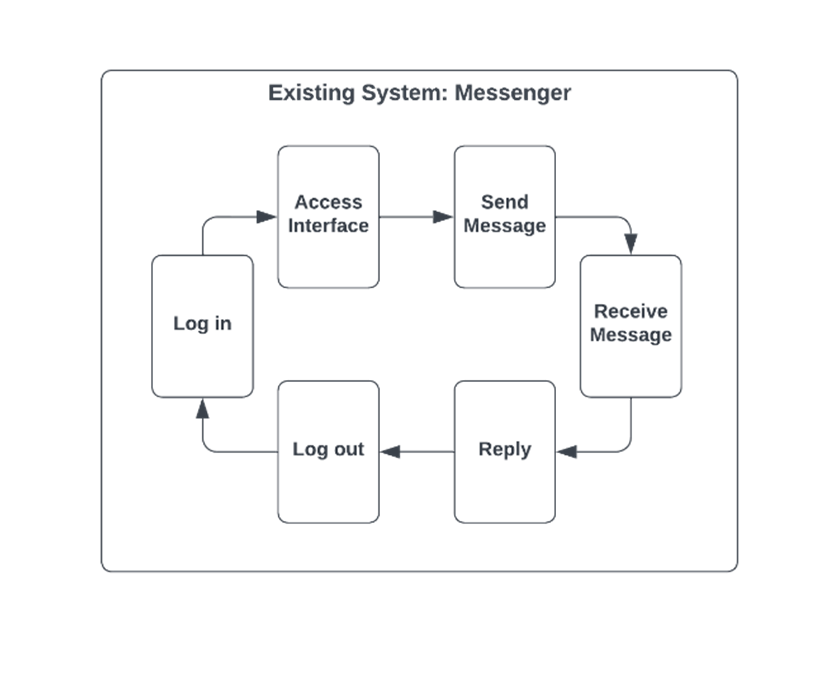 Existing System: Messenger
Access
Interface
Send
Message
Log in
Receive
Message
Log out
Reply